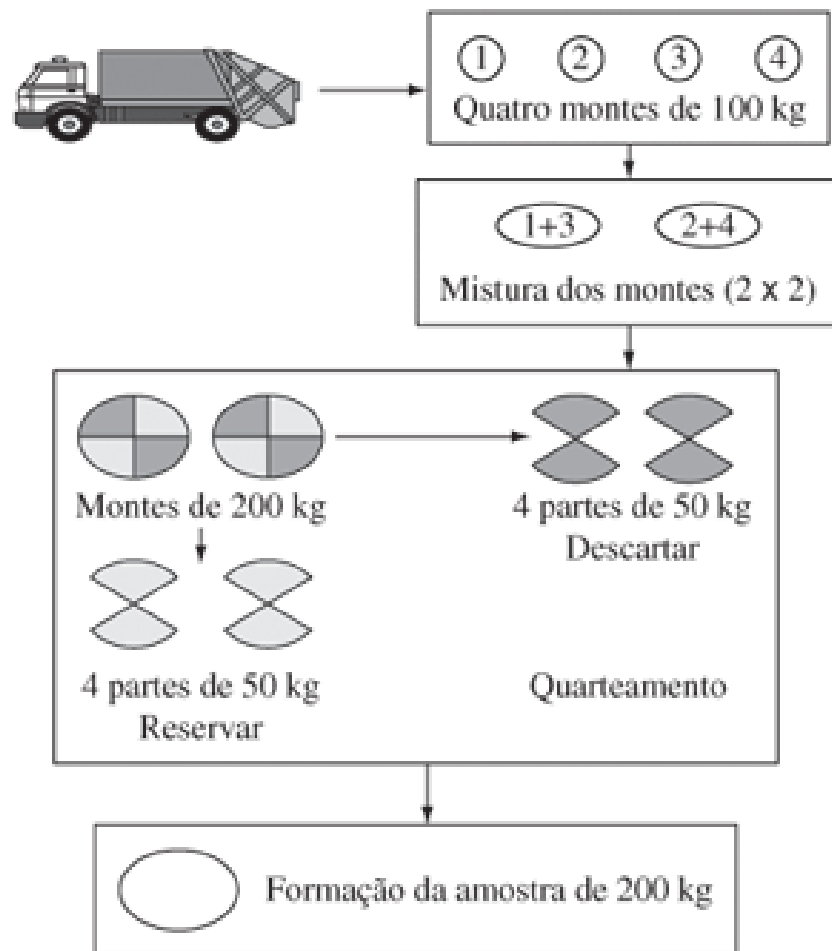 1 2 3 4
Quatro montes de 100 kg
1+3 2+4
Mistura dos montes (2 x 2)
Montes de 200 kg
4 partes de 50 kg
Descartar
4 partes de 50 kg
Reservar
Quarteamento
Formação da amostra de 200 kg